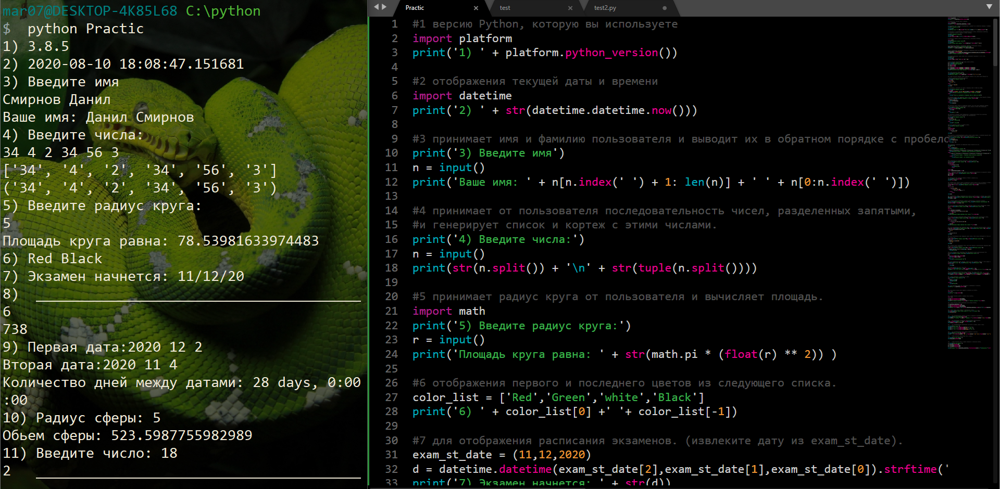 mar07@DESKTOP-4K85L68 C:\python
$  python Practic
1) 3.8.5
2) 2020-08-10 18:08:47.151681
3) Введите имя
Смирнов Данил
Ваше имя: Данил Смирнов
4) Введите числа:
34 4 2 34 56 3
['34', '4', '2', '34', '56', '3']
('34', '4', '2', '34', '56', '3')
5) Введите радиус круга:
5
Площадь круга равна: 78.53981633974483
6) Red Black
7) Экзамен начнется: 11/12/20
8)  _______________________________________
6
738
9) Первая дата:2020 12 2
Вторая дата:2020 11 4
Количество дней между датами: 28 days, 0:00
:00
10) Радиус сферы: 5
Обьем сферы: 523.5987755982989
11) Введите число: 18
2   _______________________________________
Practic
test
test2.py
1 #1 версию Python, которую вы используете
2 import platform
3 print('1) ' + platform.python_version())
4
5 #2 отображения текущей даты и времени
6 import datetime
7 print('2) ' + str(datetime.datetime.now()))
8
9 #3 принимает имя и фамилию пользователя и выводит их в обратном порядке с
10 print('3) Введите имя')
11 n = input()
12 print('Ваше имя: ' + n[n.index(' ') + 1: len(n)] + ' ' + n[0:n.index(' ')])
13
14 #4 принимает от пользователя последовательность чисел, разделенных запятыми,
15 #и генерирует список и кортеж с этими числами.
16 print('4) Введите числа:')
17 n = input()
18 print(str(n.split()) + '\n' + str(tuple(n.split())))
19
20 #5 принимает радиус круга от пользователя и вычисляет площадь.
21 import math
22 print('5) Введите радиус круга:')
23 r = input()
24 print('Площадь круга равна: ' + str(math.pi * (float(r) ** 2)) )
25
26 #6 отображения первого и последнего цветов из следующего списка.
27 color_list = ['Red','Green','white','Black']
28 print('6) ' + color_list[0] +' '+ color_list[-1])
29
30 #7 для отображения расписания экзаменов. (извлеките дату из exam_st_date).
31 exam_st_date = (11,12,2020)
32 d = datetime.datetime(exam_st_date[2],exam_st_date[1],exam_st_date[0]).strftime('
33 print('7) Экзамен начнется: ' + str(d))